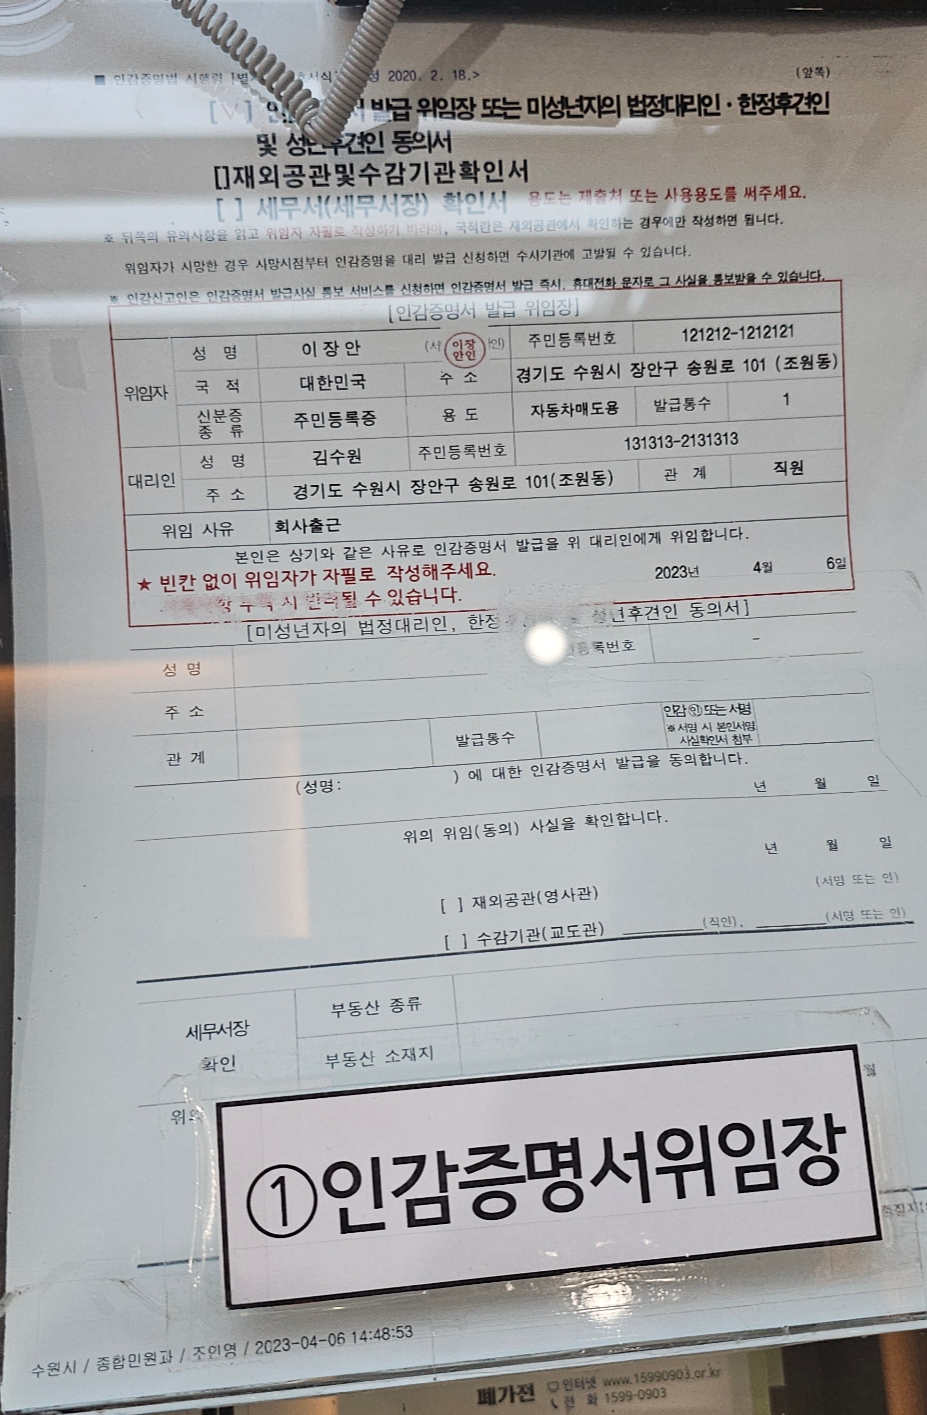 ■ 인감증명법 시행령 2020. 2. 18.>
(앞쪽)
[√] 발급 위임장 또는 미성년자의 법정대리인·한정후견인
및 성년후견인 동의서
[]재외공관및수감기관확인서
[ ] 세무서(세무서장) 확인서 용도는 제출처 또는 사용용도를 써주세요.
※ 뒤쪽의 유의사항을 읽고 위임자 자필로 작성하기 바라며, 국적란은 재외공관에서 확인하는 경우에만 작성하면 됩니다.
위임자가 사망한 경우 사망시점부터 인감증명을 대리 발급 신청하면 수사기관에 고발될 수 있습니다.
※ 인감신고인은 인감증명서 발급사실 통보 서비스를 신청하면 인감증명서 발급 즉시, 휴대전화 문자로 그 사실을 통보받을 수 있습니다.
[인감증명서 발급 위임장]
위임자 성 명 이장안 (서 이장안인 인) 주민등록번호 121212-1212121
국 적 대한민국 주 소 경기도 수원시 장안구 송원로 101 (조원동)
신분증 종 류 주민등록증 용 도 자동차매도용 발급통수 1
대리인 성 명 김수원 주민등록번호 131313-2131313
주 소 경기도 수원시 장안구 송원로 101(조원동) 관 계 직원
위임 사유 회사출근
본인은 상기와 같은 사유로 인감증명서 발급을 위 대리인에게 위임합니다.
★ 빈칸 없이 위임자가 자필로 작성해주세요.
2023년 4월 6일
누락 시 반려될 수 있습니다.
[미성년자의 법정대리인, 성년후견인 동의서]
성 명 등록번호 -
주 소
관 계 발급통수 인감㊞또는 서명 ※서명 시 본인서명사실확인서 첨부
(성명: ) 에 대한 인감증명서 발급을 동의합니다.
년 월 일
위의 위임(동의) 사실을 확인합니다.
년 월 일
[ ] 재외공관(영사관) (서명 또는 인)
[ ] 수감기관(교도관) (직인), (서명 또는 인)
세무서장 확인 부동산 종류
부동산 소재지
월
①인감증명서위임장
수원시 / 종합민원과 / 조인영 / 2023-04-06 14:48:53
폐가전 인터넷 www.15990903.or.kr
전 화 1599-0903